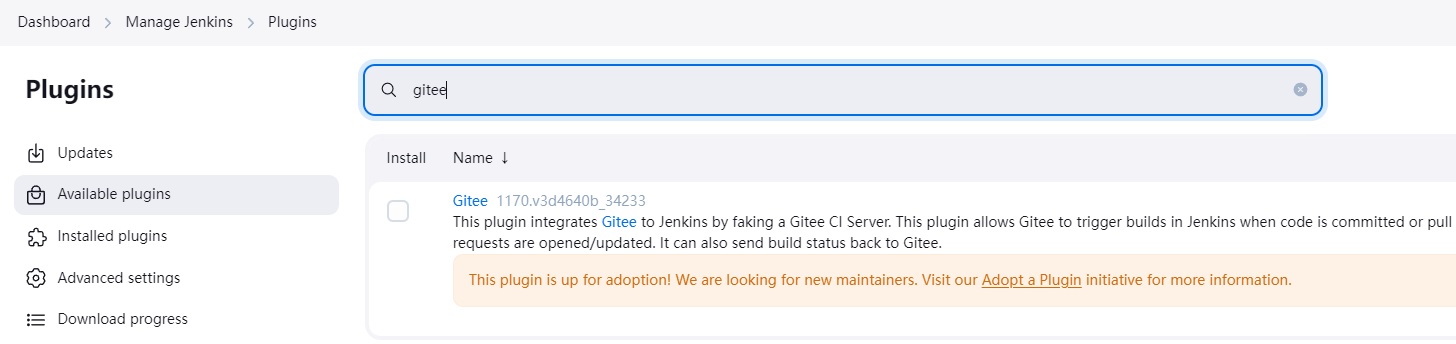 Dashboard > Manage Jenkins > Plugins
Plugins
gitee
Updates
Available plugins
Installed plugins
Advanced settings
Download progress
Install Name ↓
Gitee 1170.v3d4640b_34233
This plugin integrates Gitee to Jenkins by faking a Gitee CI Server. This plugin allows Gitee to trigger builds in Jenkins when code is committed or pull
requests are opened/updated. It can also send build status back to Gitee.
This plugin is up for adoption! We are looking for new maintainers. Visit our Adopt a Plugin initiative for more information.